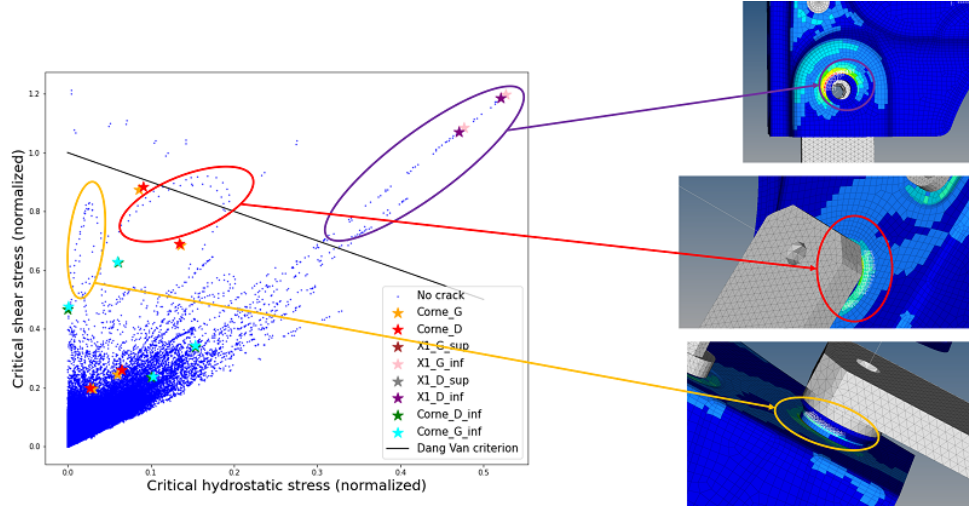 1.2
1.0
0.8
0.6
0.4
0.2
0.0
Critical shear stress (normalized)
No crack
Corne_G
Corne_D
X1_G_sup
X1_G_inf
X1_D_sup
X1_D_inf
Corne_D_inf
Corne_G_inf
Dang Van criterion
0.0 0.1 0.2 0.3 0.4 0.5
Critical hydrostatic stress (normalized)